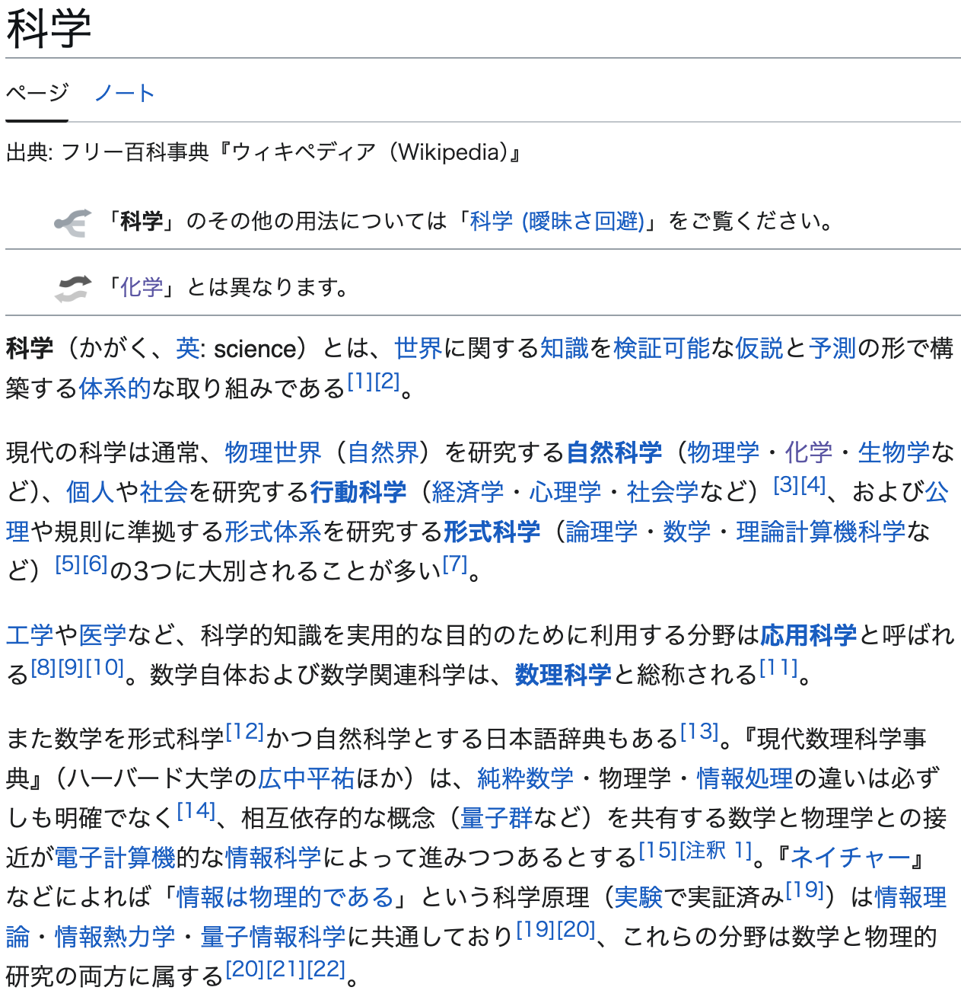 科学
ページ ノート
出典: フリー百科事典『ウィキペディア（Wikipedia）』
「科学」のその他の用法については「科学 (曖昧さ回避)」をご覧ください。
「化学」とは異なります。
科学（かがく、英: science）とは、世界に関する知識を検証可能な仮説と予測の形で構
築する体系的な取り組みである[1][2]。
現代の科学は通常、物理世界（自然界）を研究する自然科学（物理学・化学・生物学な
ど）、個人や社会を研究する行動科学（経済学・心理学・社会学など）[3][4]、および公
理や規則に準拠する形式体系を研究する形式科学（論理学・数学・理論計算機科学な
ど）[5][6]の3つに大別されることが多い[7]。
工学や医学など、科学的知識を実用的な目的のために利用する分野は応用科学と呼ばれ
る[8][9][10]。数学自体および数学関連科学は、数理科学と総称される[11]。
また数学を形式科学[12]かつ自然科学とする日本語辞典もある[13]。『現代数理科学事
典』（ハーバード大学の広中平祐ほか）は、純粋数学・物理学・情報処理の違いは必ず
しも明確でなく[14]、相互依存的な概念（量子群など）を共有する数学と物理学との接
近が電子計算機的な情報科学によって進みつつあるとする[15][注釈 1]。『ネイチャー』
などによれば「情報は物理的である」という科学原理（実験で実証済み[19]）は情報理
論・情報熱力学・量子情報科学に共通しており[19][20]、これらの分野は数学と物理的
研究の両方に属する[20][21][22]。